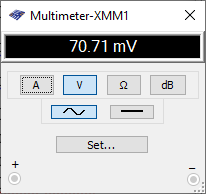 Multimeter-XMM1
70.71 mV
A V Ω dB
Set...
+ −